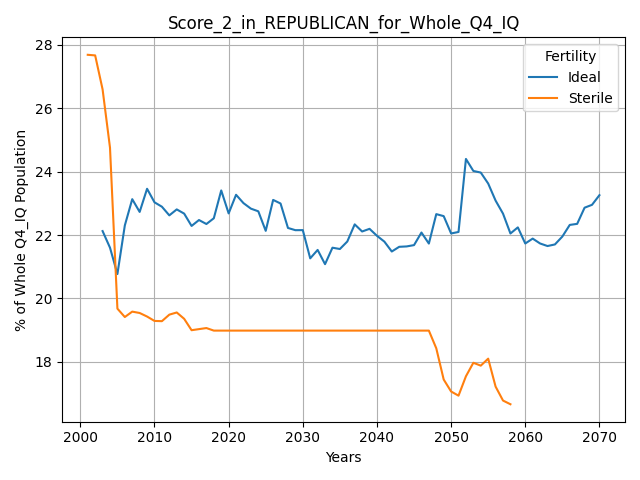 Score_2_in_REPUBLICAN_for_Whole_Q4_IQ
% of Whole Q4_IQ Population
28
26
24
22
20
18
Fertility
Ideal
Sterile
2000 2010 2020 2030 2040 2050 2060 2070
Years